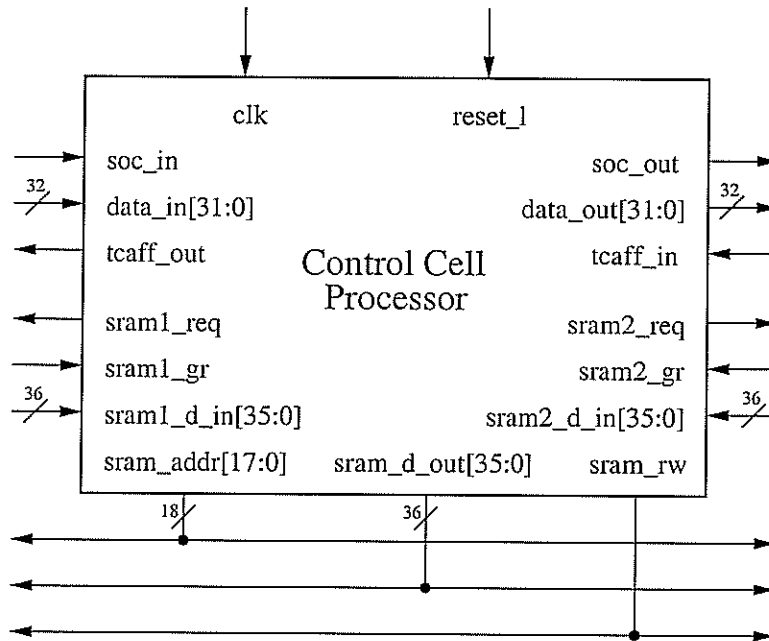 clk reset_l
soc_in soc_out
32 data_in[31:0] data_out[31:0] 32
tcaff_out tcaff_in
Control Cell
Processor
sram1_req sram2_req
sram1_gr sram2_gr
36 sram1_d_in[35:0] sram2_d_in[35:0] 36
sram_addr[17:0] sram_d_out[35:0] sram_rw
18 36